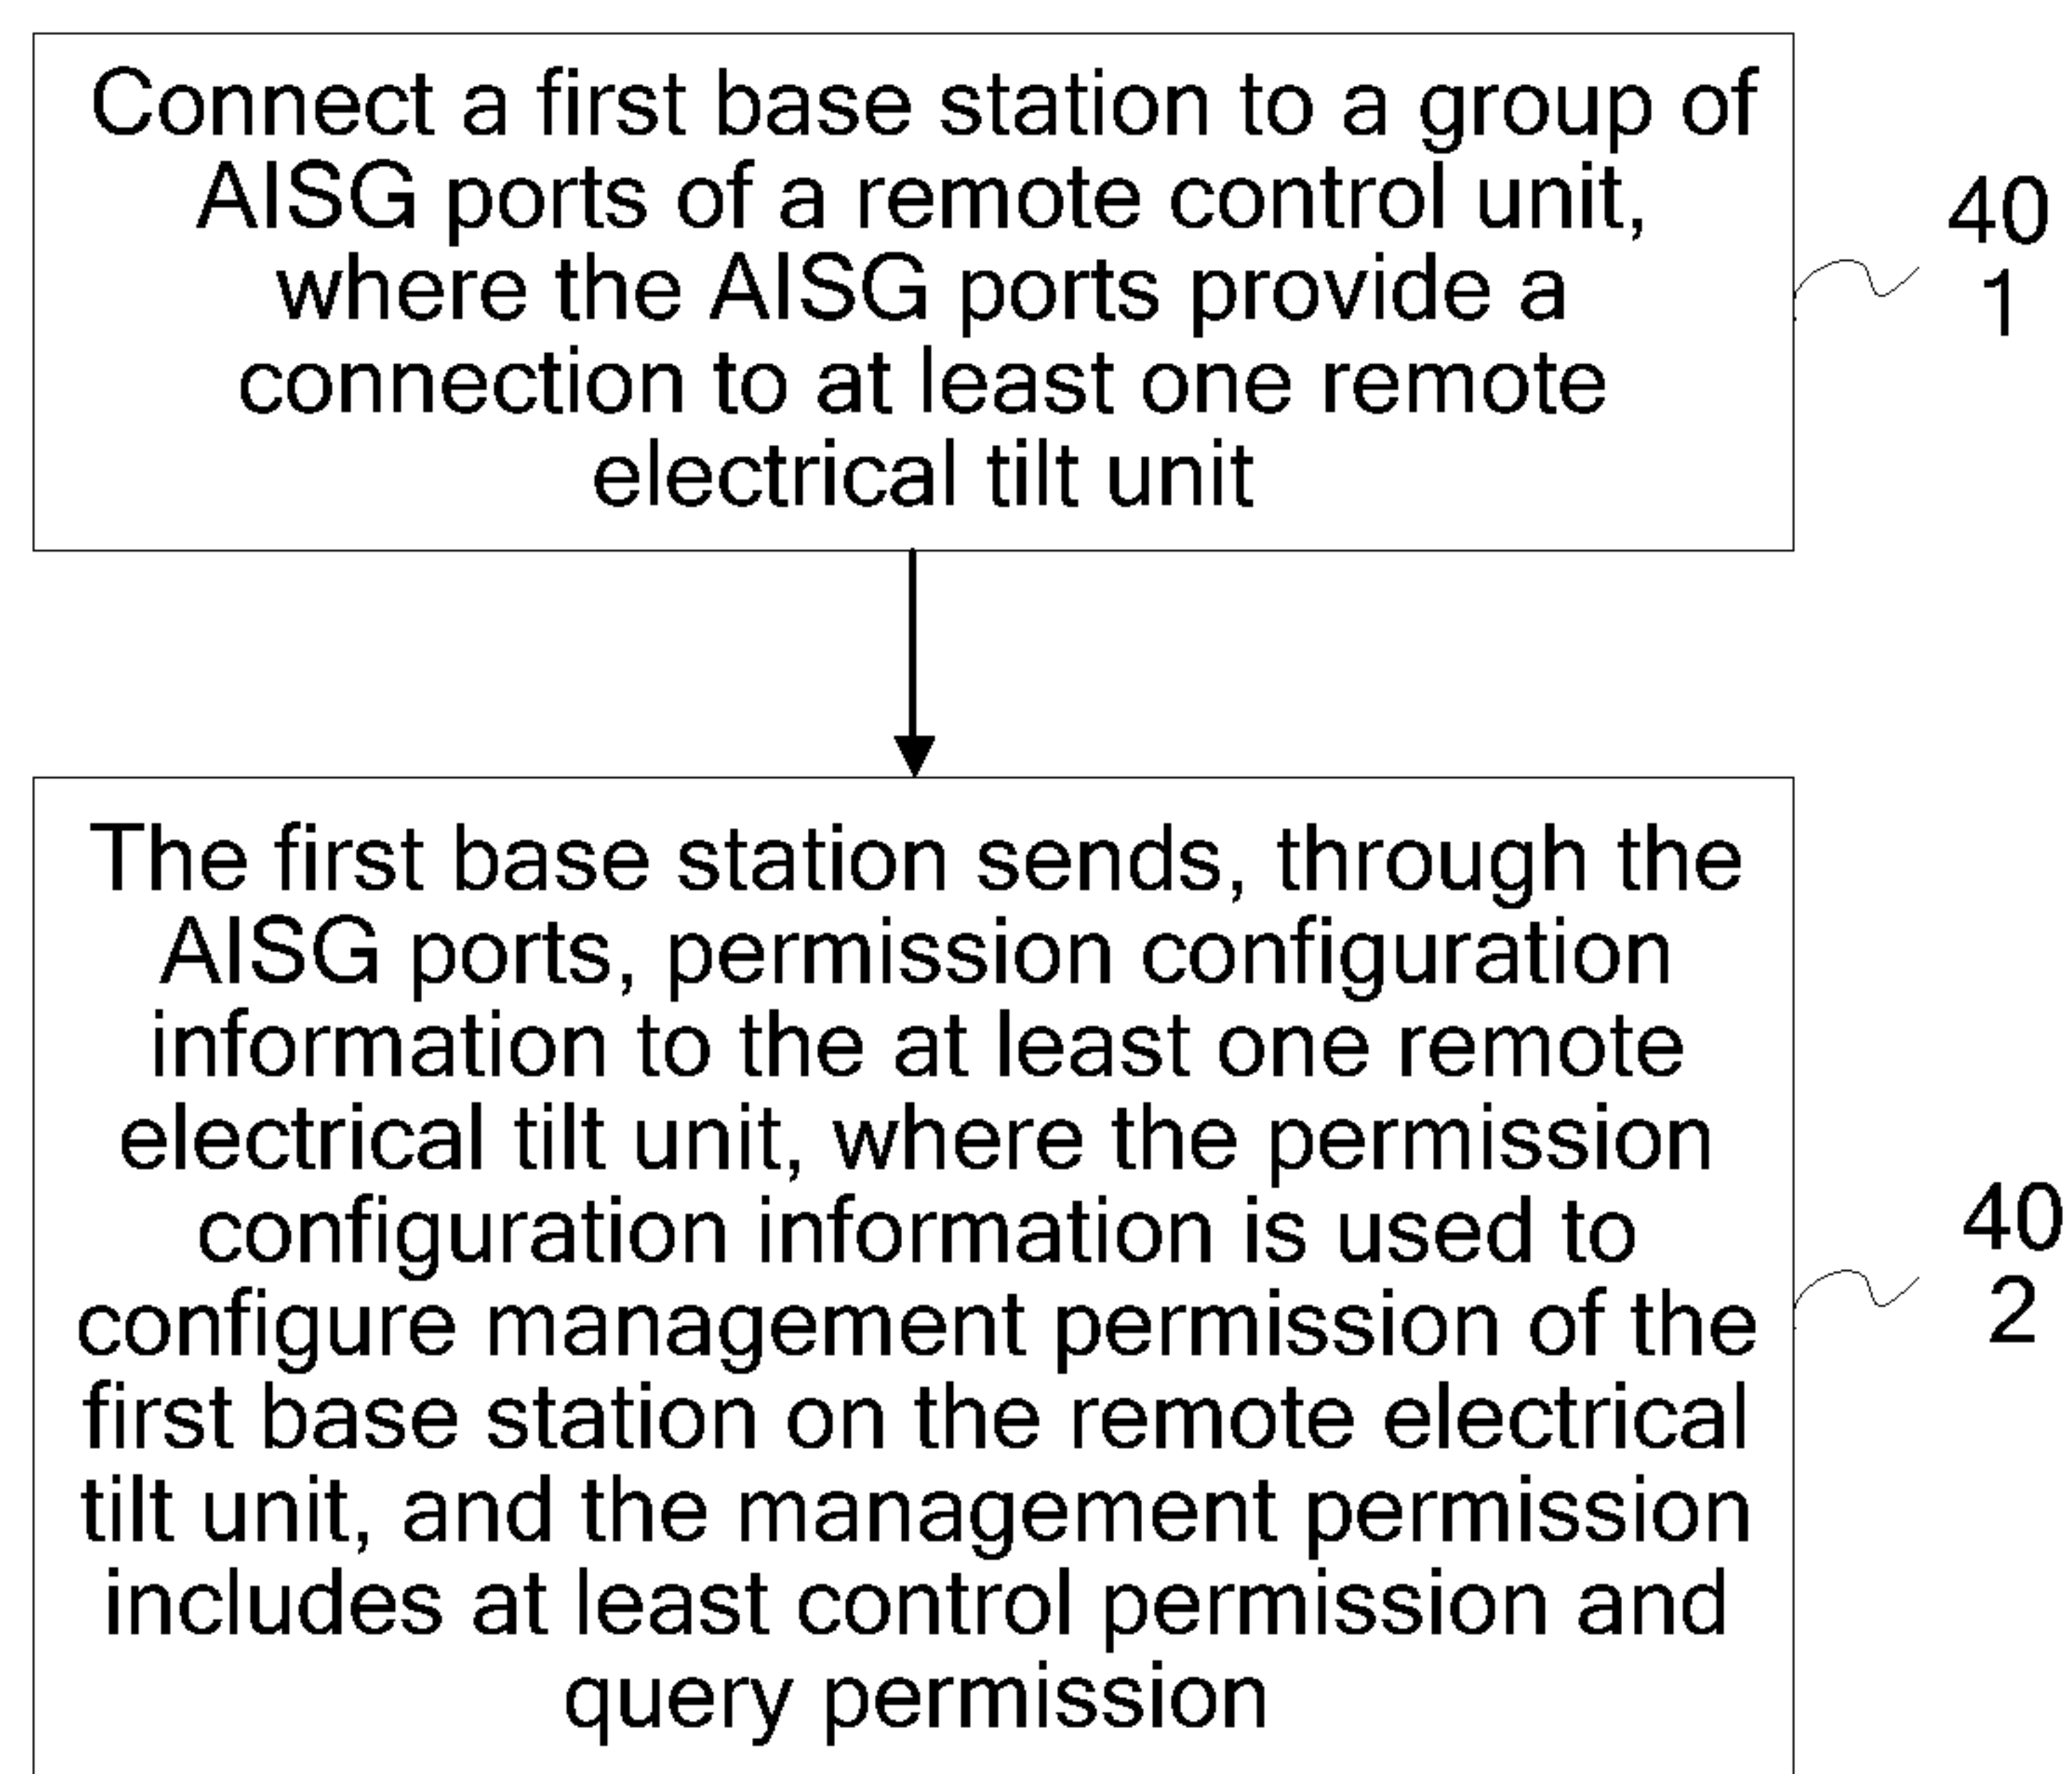 Connect a first base station to a group of
AISG ports of a remote control unit,
where the AISG ports provide a
connection to at least one remote
electrical tilt unit
40
1
The first base station sends, through the
AISG ports, permission configuration
information to the at least one remote
electrical tilt unit, where the permission
configuration information is used to
configure management permission of the
first base station on the remote electrical
tilt unit, and the management permission
includes at least control permission and
query permission
40
2